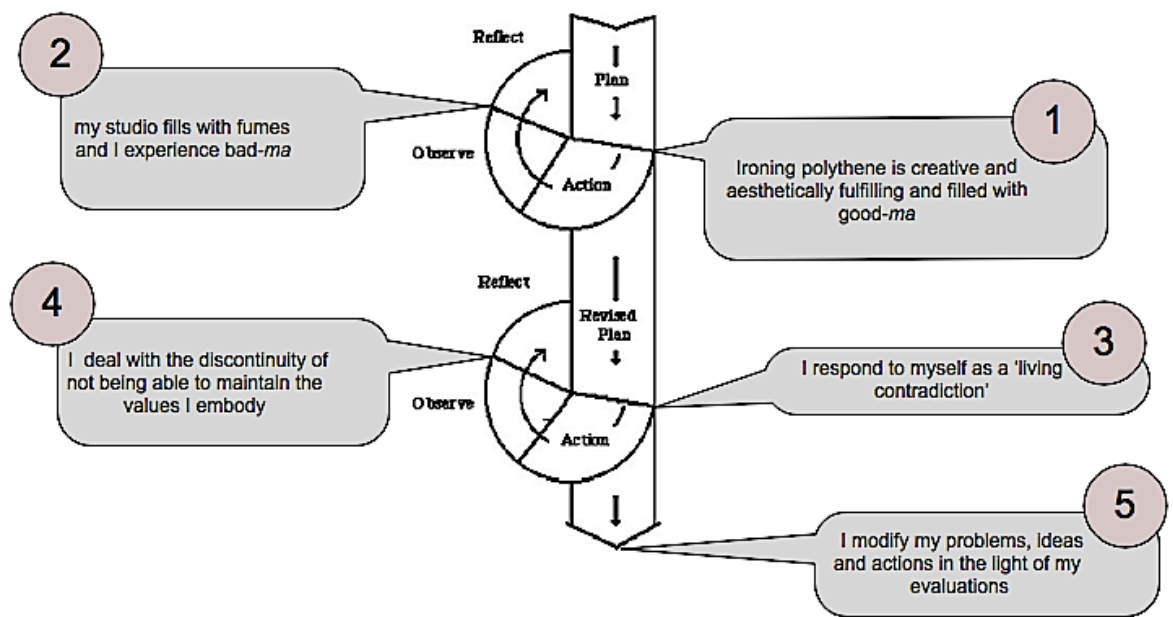 Reflect
Plan
Observe
Action
1
Ironing polythene is creative and
aesthetically fulfilling and filled with
good-ma
2
my studio fills with fumes
and I experience bad-ma
Reflect
Revised
Plan
Observe
Action
3
I respond to myself as a 'living
contradiction'
4
I deal with the discontinuity of
not being able to maintain the
values I embody
5
I modify my problems, ideas
and actions in the light of my
evaluations